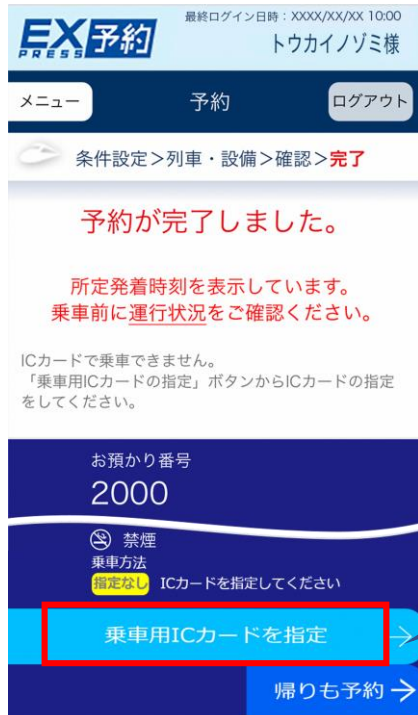 最終ログイン日時：XXXX/XX/XX 10:00
EX予約
PRESS
トウカイノゾミ様
メニュー
予約
ログアウト
条件設定＞列車・設備＞確認＞完了
予約が完了しました。
所定発着時刻を表示しています。
乗車前に運行状況をご確認ください。
ICカードで乗車できません。
「乗車用ICカードの指定」ボタンからICカードの指定
をしてください。
お預かり番号
2000
禁煙
乗車方法
指定なし ICカードを指定してください
乗車用ICカードを指定
帰りも予約